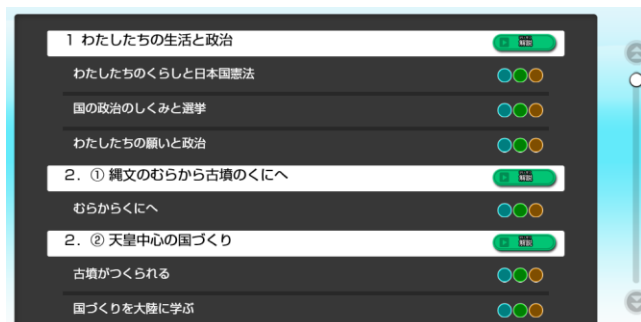 1 わたしたちの生活と政治
わたしたちのくらしと日本国憲法
国の政治のしくみと選挙
わたしたちの願いと政治
2. ① 縄文のむらから古墳のくにへ
むらからくにへ
2. ② 天皇中心の国づくり
古墳がつくられる
国づくりを大陸に学ぶ